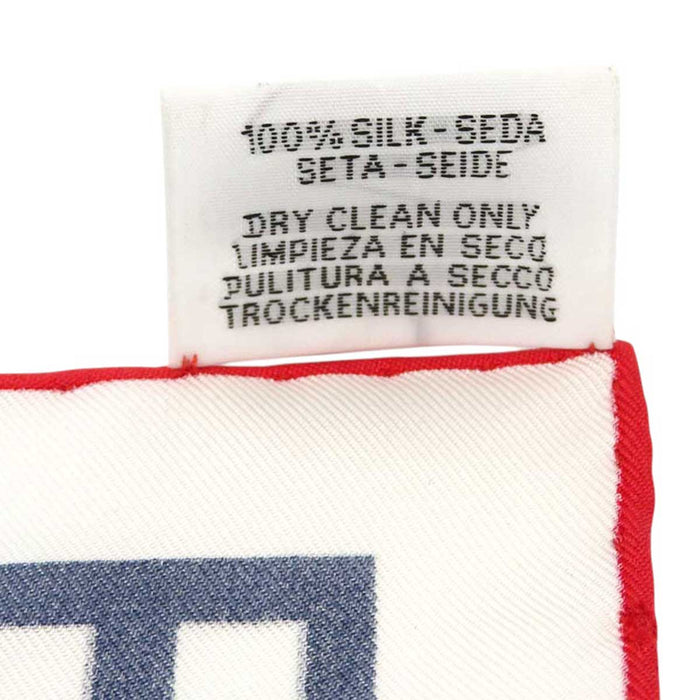 100% SILK - SEDA
SETA - SEIDE
DRY CLEAN ONLY
LIMPIEZA EN SECO
PULITURA A SECCO
TROCKENREINIGUNG